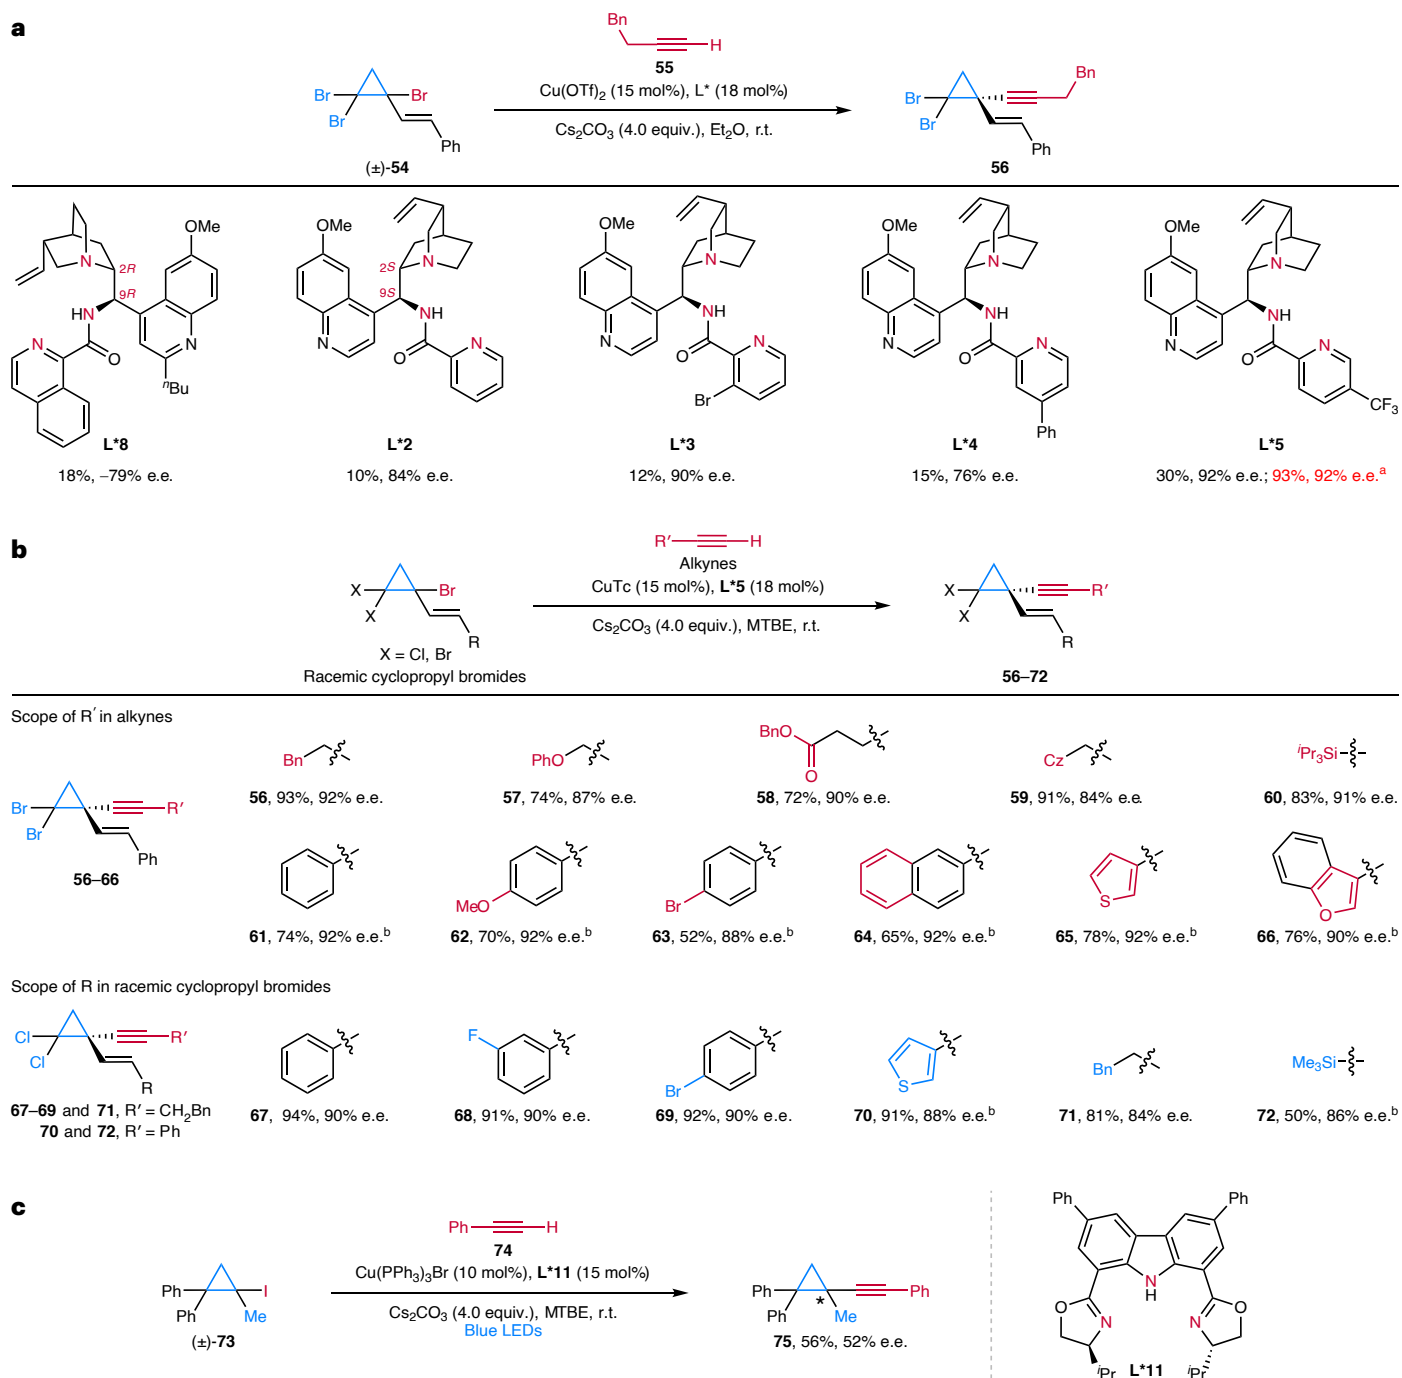 a
Bn
H
55
Cu(OTf)2 (15 mol%), L* (18 mol%)
Cs2CO3 (4.0 equiv.), Et2O, r.t.
Br
Br
Br
Ph
(±)-54
Br
Br
Bn
Ph
56
N
2R
9R
HN
OMe
N
N
O
nBu
L*8
18%, –79% e.e.
OMe
N
2S
9S
NH
N
O
N
L*2
10%, 84% e.e.
OMe
N
NH
N
O
N
Br
L*3
12%, 90% e.e.
OMe
N
NH
N
O
N
Ph
L*4
15%, 76% e.e.
OMe
N
NH
N
O
N
CF3
L*5
30%, 92% e.e.; 93%, 92% e.e.a
b
R′
H
Alkynes
CuTc (15 mol%), L*5 (18 mol%)
Cs2CO3 (4.0 equiv.), MTBE, r.t.
X
X
Br
R
X = Cl, Br
Racemic cyclopropyl bromides
X
X
R′
R
56–72
Scope of R′ in alkynes
Br
Br
R′
Ph
56–66
Bn
56, 93%, 92% e.e.
PhO
57, 74%, 87% e.e.
BnO
O
58, 72%, 90% e.e.
Cz
59, 91%, 84% e.e.
iPr3Si
60, 83%, 91% e.e.
61, 74%, 92% e.e.b
MeO
62, 70%, 92% e.e.b
Br
63, 52%, 88% e.e.b
64, 65%, 92% e.e.b
S
65, 78%, 92% e.e.b
O
66, 76%, 90% e.e.b
Scope of R in racemic cyclopropyl bromides
Cl
Cl
R′
R
67–69 and 71, R′ = CH2Bn
70 and 72, R′ = Ph
67, 94%, 90% e.e.
F
68, 91%, 90% e.e.
Br
69, 92%, 90% e.e.
S
70, 91%, 88% e.e.b
Bn
71, 81%, 84% e.e.
Me3Si
72, 50%, 86% e.e.b
c
Ph
H
74
Cu(PPh3)3Br (10 mol%), L*11 (15 mol%)
Cs2CO3 (4.0 equiv.), MTBE, r.t.
Blue LEDs
Ph
Ph
I
Me
(±)-73
Ph
Ph
*
Me
Ph
75, 56%, 52% e.e.
Ph
Ph
N
H
O
N
N
O
iPr
iPr
L*11